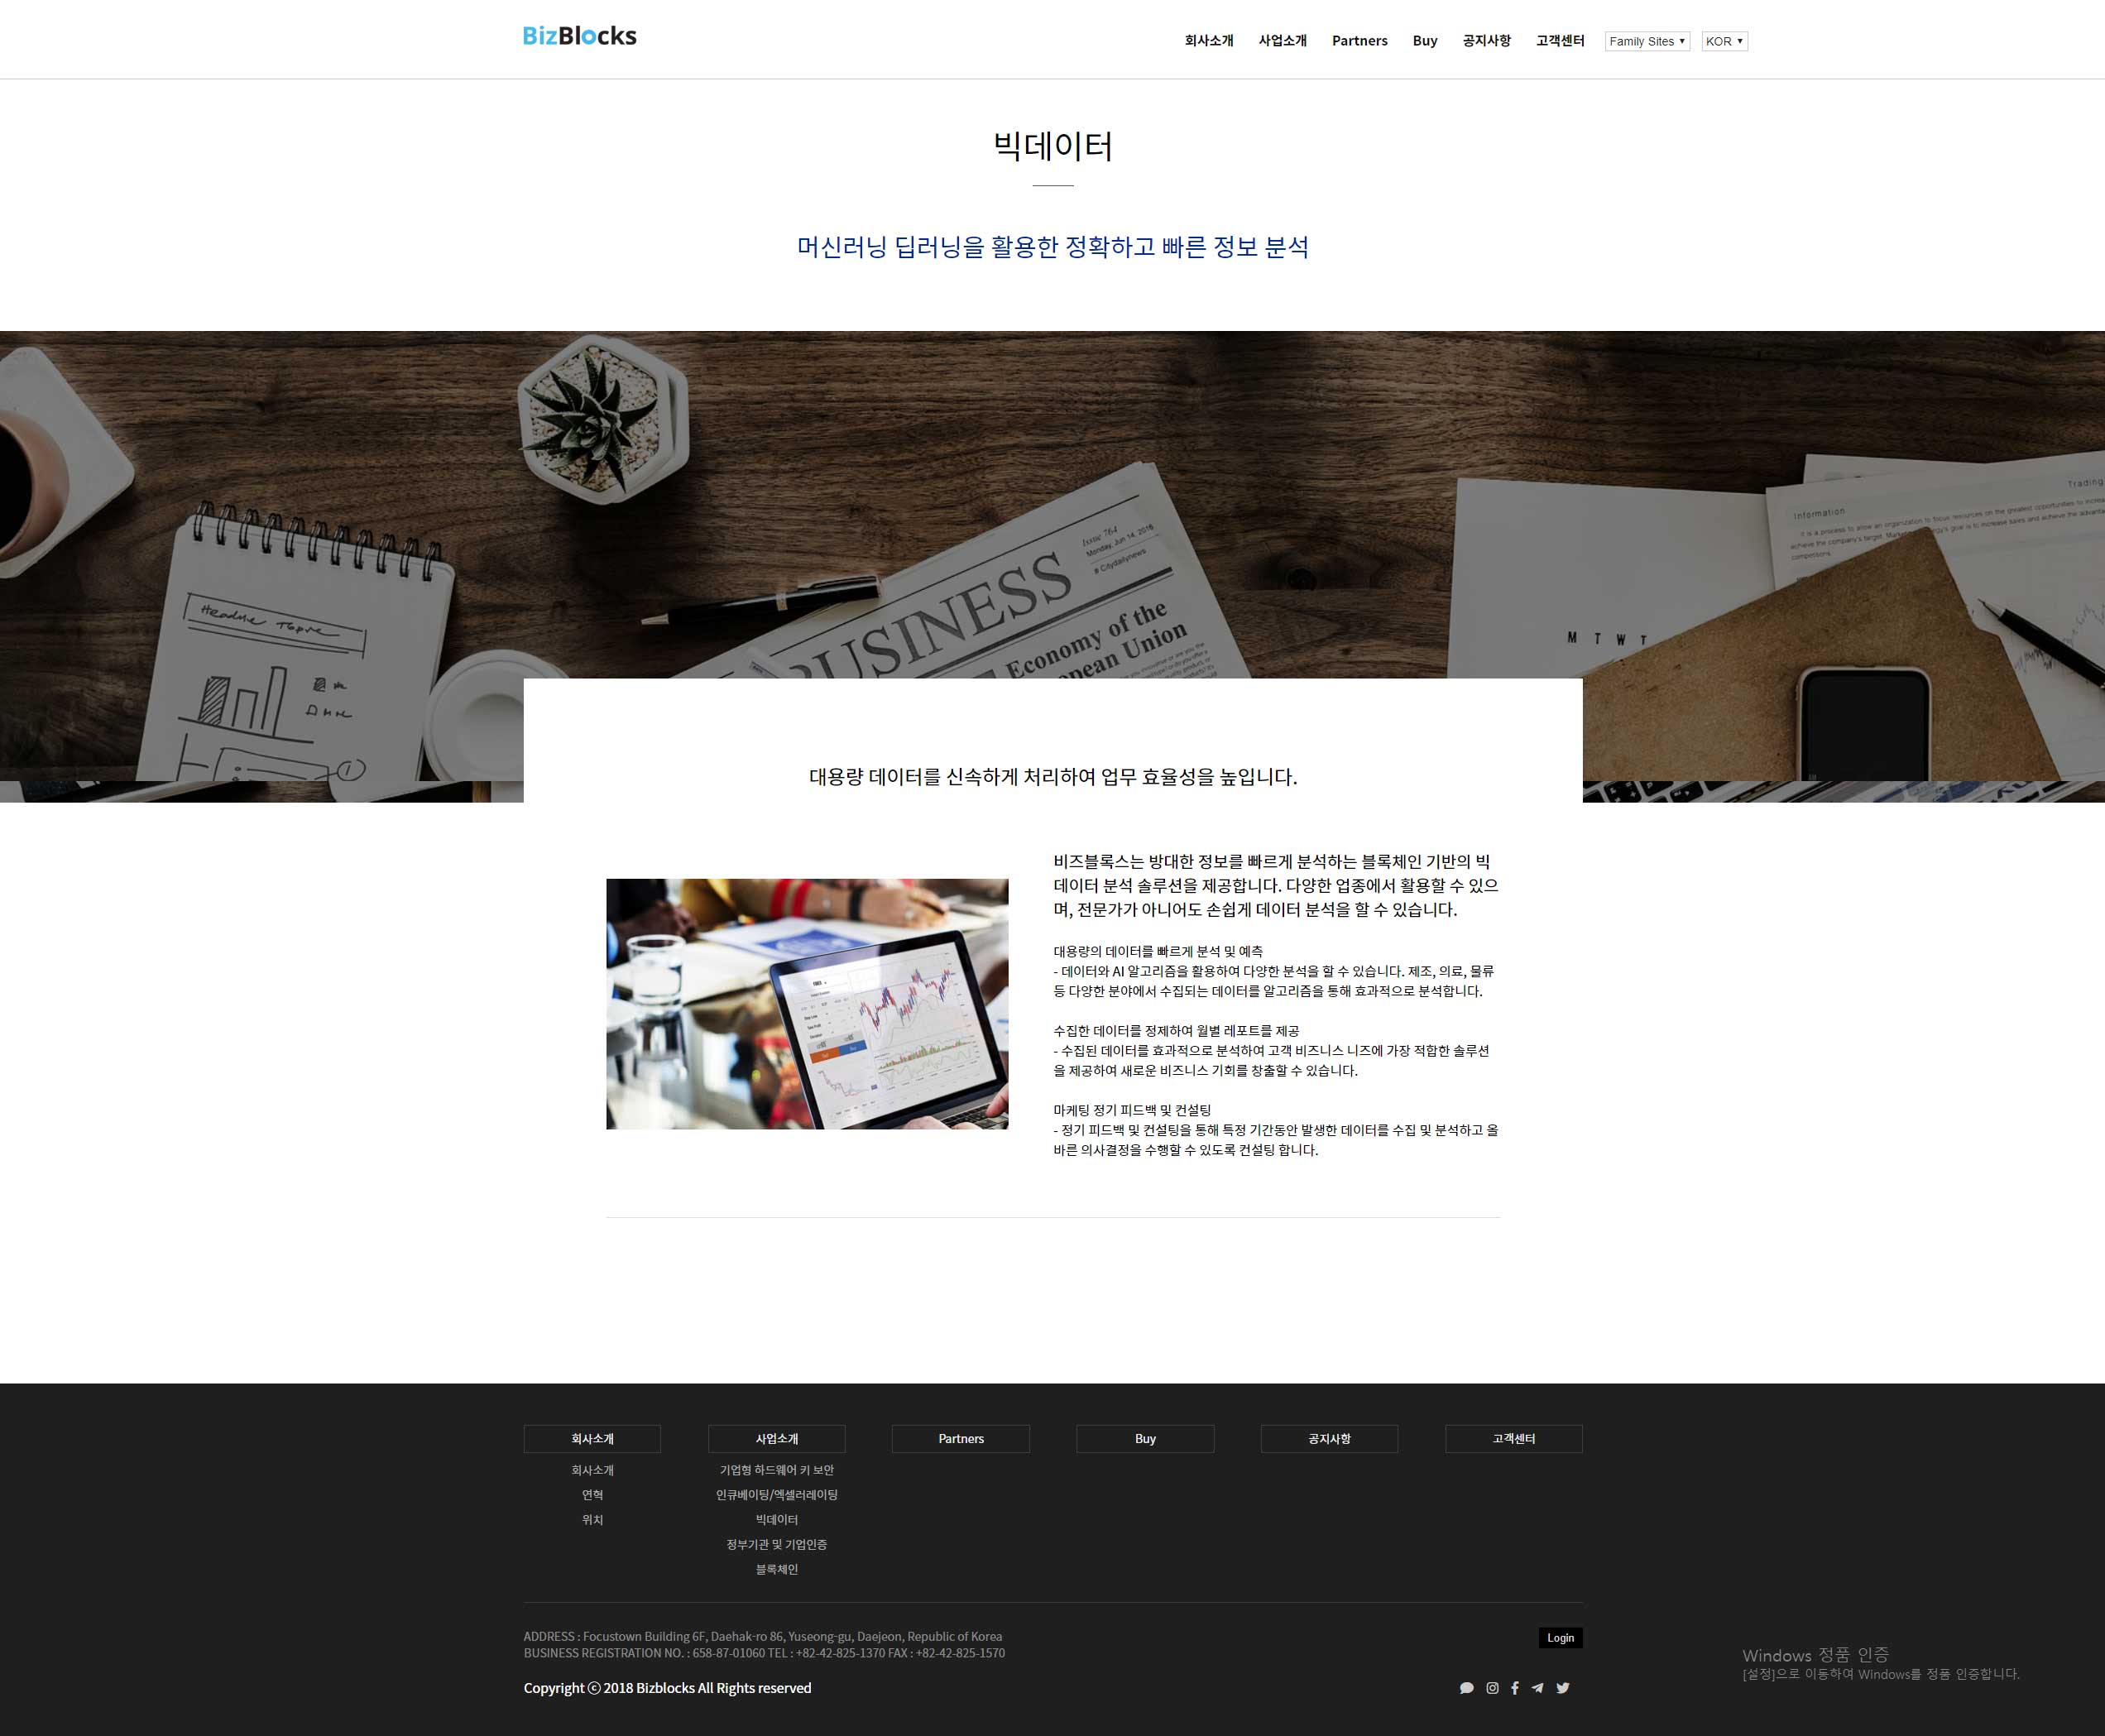 BizBlocks
회사소개 사업소개 Partners Buy 공지사항 고객센터 Family Sites KOR
빅데이터
머신러닝 딥러닝을 활용한 정확하고 빠른 정보 분석
Trading
Information
Issue 764
Monday, Jun 14, 2016
Citydailynews
BUSINESS
Economy of the
Union
Headline Topic
M T W T
대용량 데이터를 신속하게 처리하여 업무 효율성을 높입니다.
비즈블록스는 방대한 정보를 빠르게 분석하는 블록체인 기반의 빅
데이터 분석 솔루션을 제공합니다. 다양한 업종에서 활용할 수 있으
며, 전문가가 아니어도 손쉽게 데이터 분석을 할 수 있습니다.
대용량의 데이터를 빠르게 분석 및 예측
- 데이터와 AI 알고리즘을 활용하여 다양한 분석을 할 수 있습니다. 제조, 의료, 물류
등 다양한 분야에서 수집되는 데이터를 알고리즘을 통해 효과적으로 분석합니다.
수집한 데이터를 정제하여 월별 레포트를 제공
- 수집된 데이터를 효과적으로 분석하여 고객 비즈니스 니즈에 가장 적합한 솔루션
을 제공하여 새로운 비즈니스 기회를 창출할 수 있습니다.
마케팅 정기 피드백 및 컨설팅
- 정기 피드백 및 컨설팅을 통해 특정 기간동안 발생한 데이터를 수집 및 분석하고 올
바른 의사결정을 수행할 수 있도록 컨설팅 합니다.
회사소개 사업소개 Partners Buy 공지사항 고객센터
회사소개 기업형 하드웨어 키 보안
연혁 인큐베이팅/엑셀러레이팅
위치 빅데이터
정부기관 및 기업인증
블록체인
ADDRESS : Focustown Building 6F, Daehak-ro 86, Yuseong-gu, Daejeon, Republic of Korea
BUSINESS REGISTRATION NO. : 658-87-01060 TEL : +82-42-825-1370 FAX : +82-42-825-1570
Login
Copyright ⓒ 2018 Bizblocks All Rights reserved
Windows 정품 인증
[설정]으로 이동하여 Windows를 정품 인증합니다.